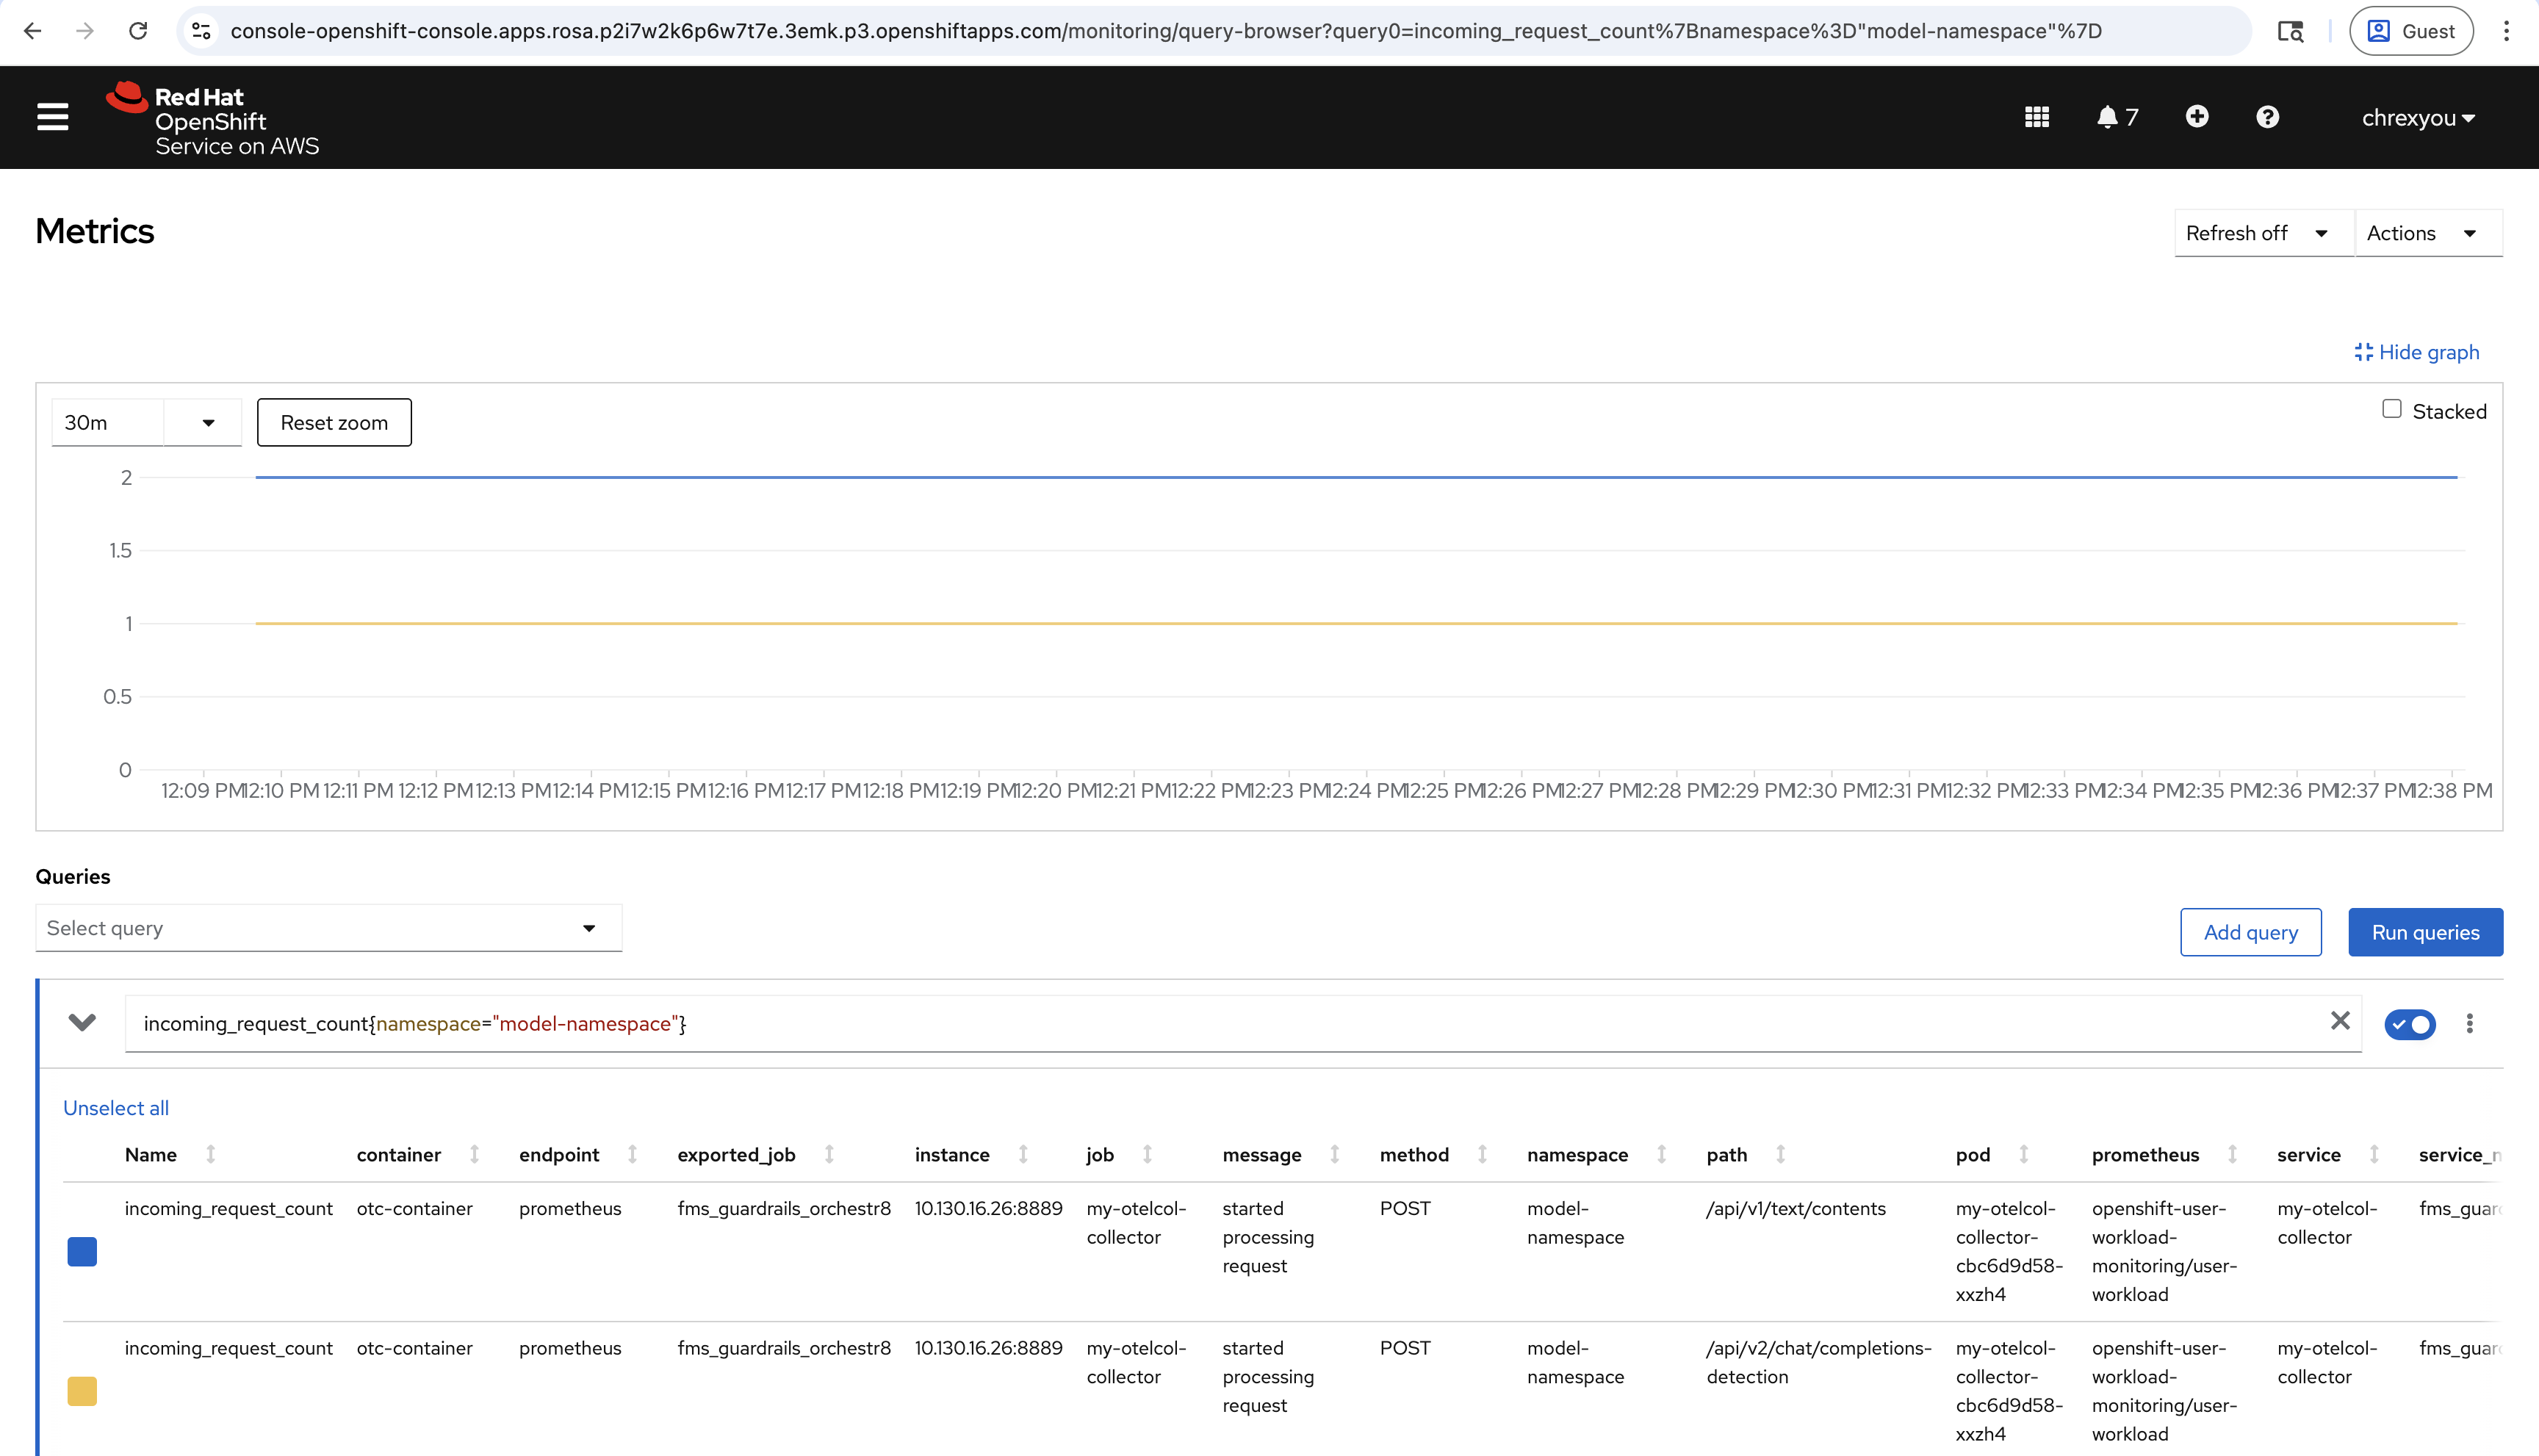 console-openshift-console.apps.rosa.p2i7w2k6p6w7t7e.3emk.p3.openshiftapps.com/monitoring/query-browser?query0=incoming_request_count%7Bnamespace%3D"model-namespace"%7D
Guest
Red Hat
OpenShift
Service on AWS
7
chrexyou
Metrics
Refresh off
Actions
Hide graph
30m
Reset zoom
Stacked
2
1.5
1
0.5
0
12:09 PM 12:10 PM 12:11 PM 12:12 PM 12:13 PM 12:14 PM 12:15 PM 12:16 PM 12:17 PM 12:18 PM 12:19 PM 12:20 PM 12:21 PM 12:22 PM 12:23 PM 12:24 PM 12:25 PM 12:26 PM 12:27 PM 12:28 PM 12:29 PM 12:30 PM 12:31 PM 12:32 PM 12:33 PM 12:34 PM 12:35 PM 12:36 PM 12:37 PM 12:38 PM
Queries
Select query
Add query
Run queries
incoming_request_count{namespace="model-namespace"}
Unselect all
Name container endpoint exported_job instance job message method namespace path pod prometheus service service_n
incoming_request_count otc-container prometheus fms_guardrails_orchestr8 10.130.16.26:8889 my-otelcol- started POST model- /api/v1/text/contents my-otelcol- openshift-user- my-otelcol- fms_guar
collector processing namespace collector- workload- collector
request cbc6d9d58- monitoring/user-
xxzh4 workload
incoming_request_count otc-container prometheus fms_guardrails_orchestr8 10.130.16.26:8889 my-otelcol- started POST model- /api/v2/chat/completions- my-otelcol- openshift-user- my-otelcol- fms_guar
collector processing namespace detection collector- workload- collector
request cbc6d9d58- monitoring/user-
xxzh4 workload